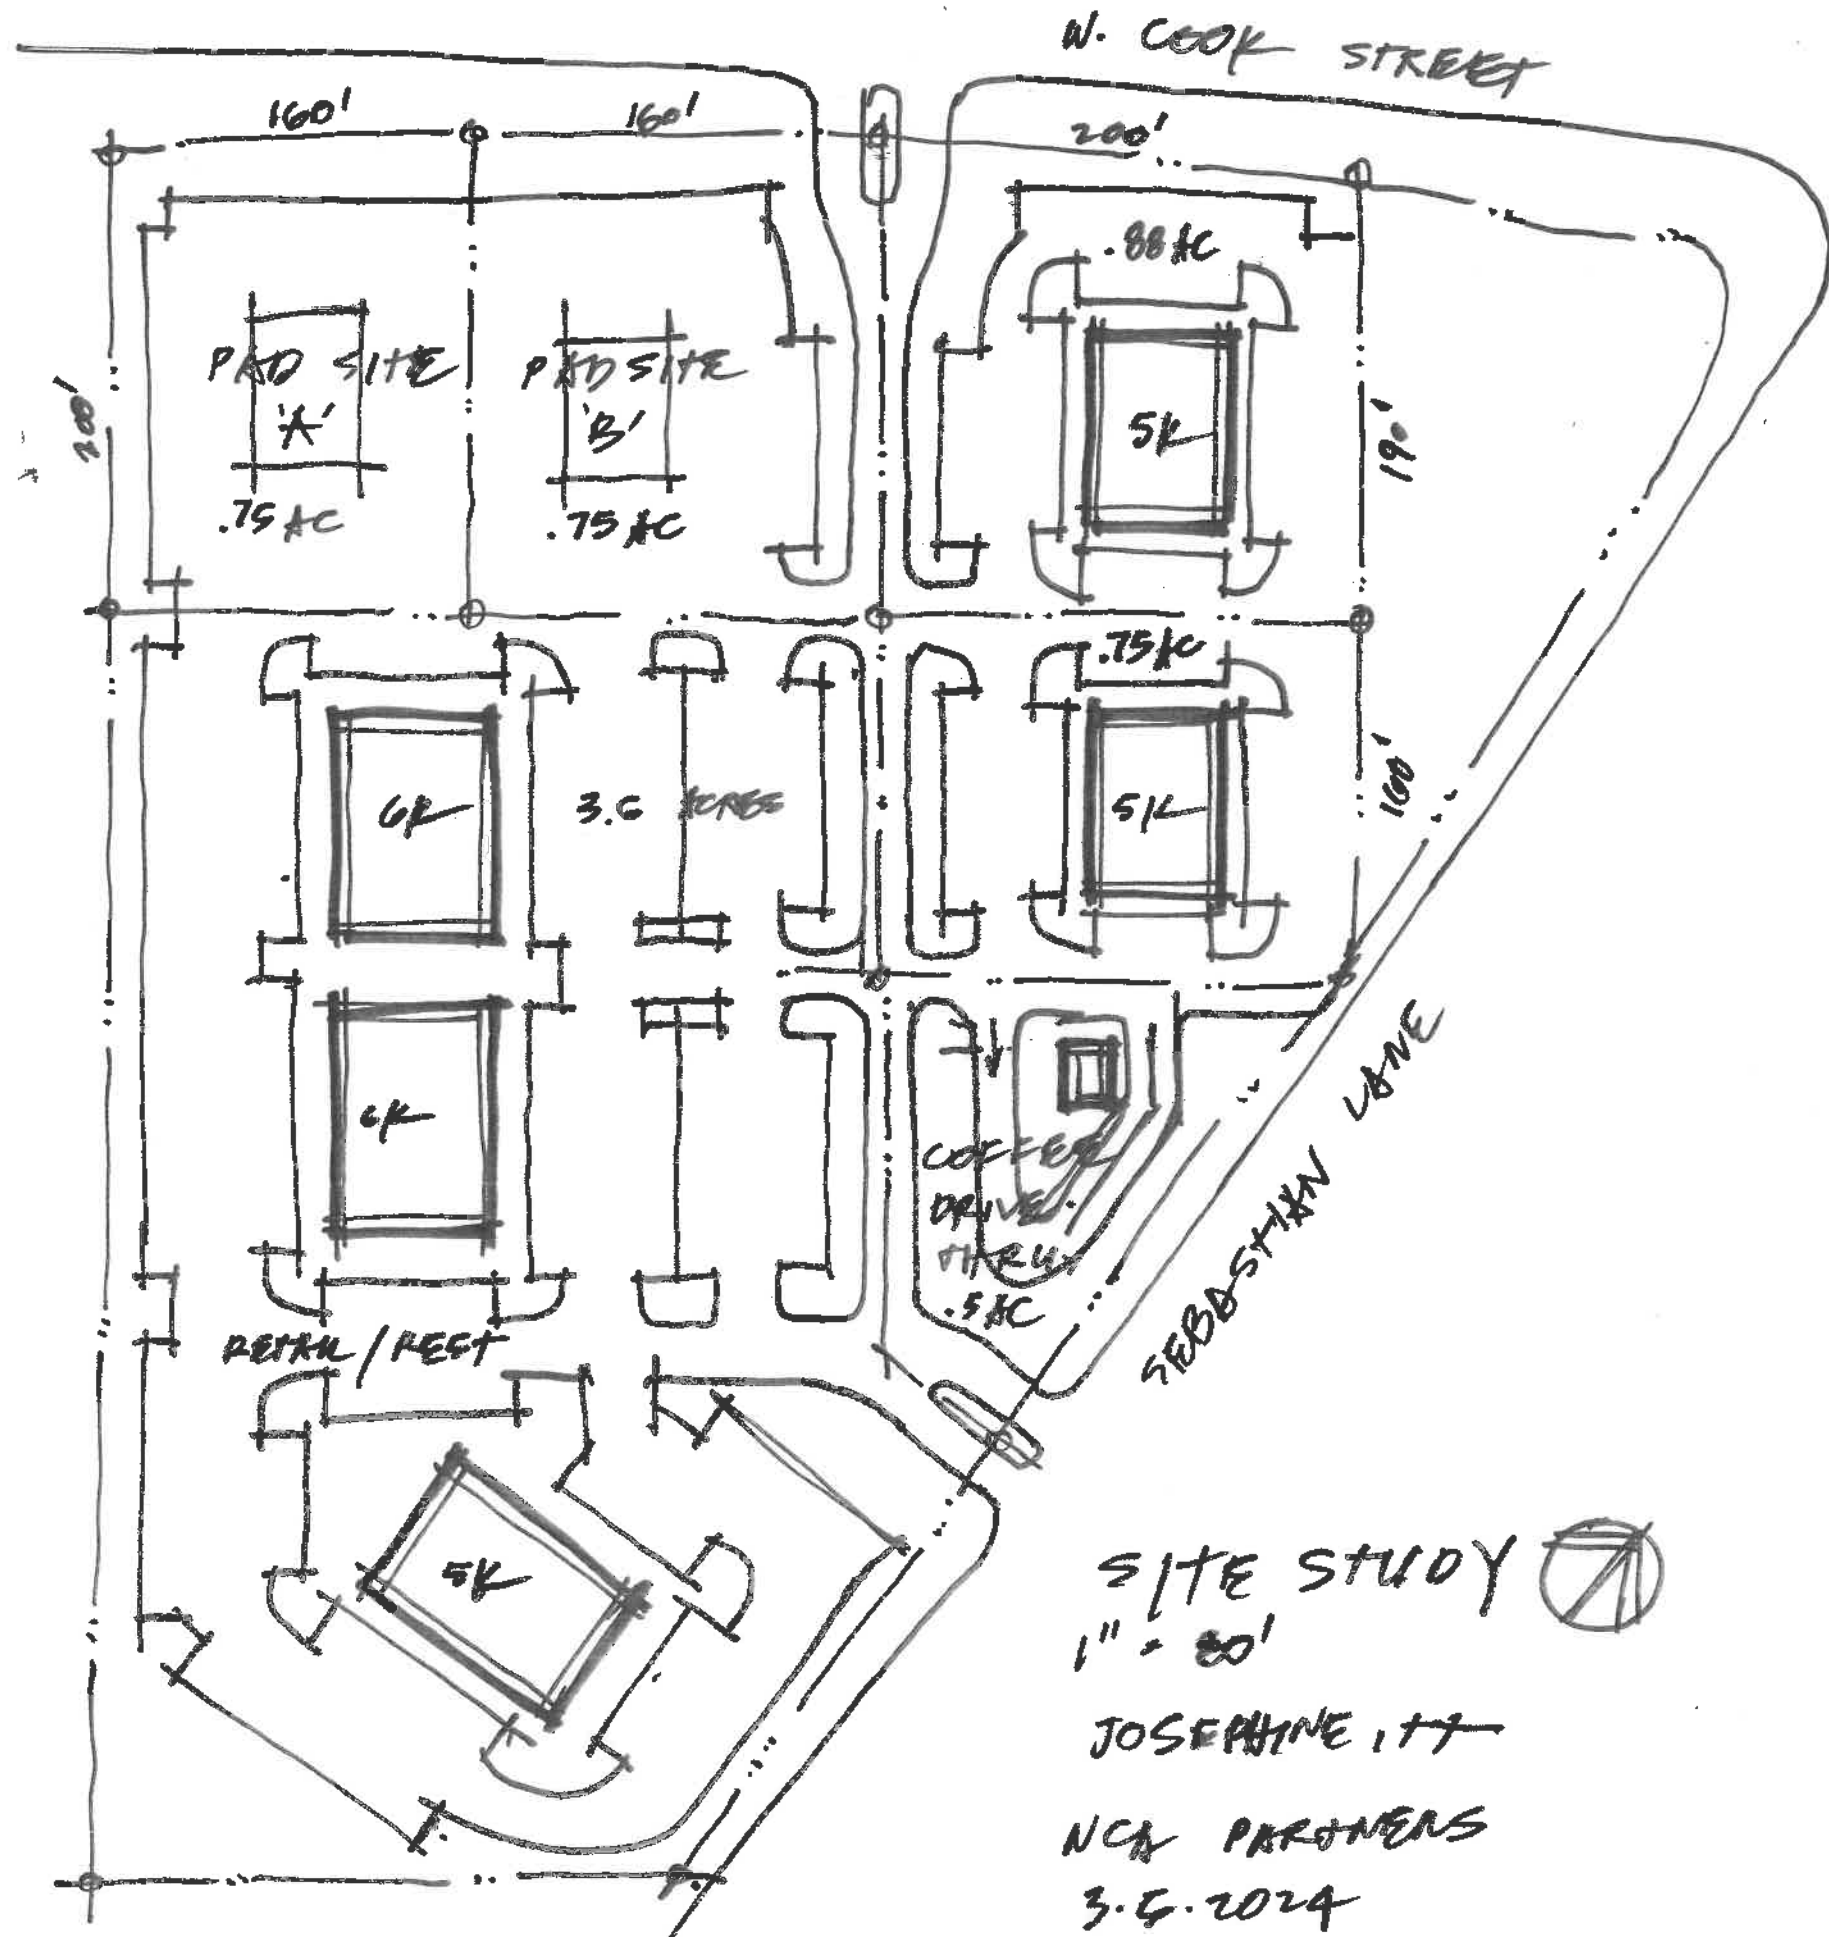 W. COOK STREET
160'
160'
200'
.88 AC
PAD SITE
'A'
.75 AC
PAD SITE
'B'
.75 AC
200'
5K
190'
.75 AC
6K
3.6 ACRES
5K
160'
6K
COFFEE
DRIVE
THRU
.5 AC
SEBASTIAN LANE
RETAIL / REST
5K
SITE STUDY
1" = 80'
JOSEPHINE, TX
NCA PARTNERS
2024